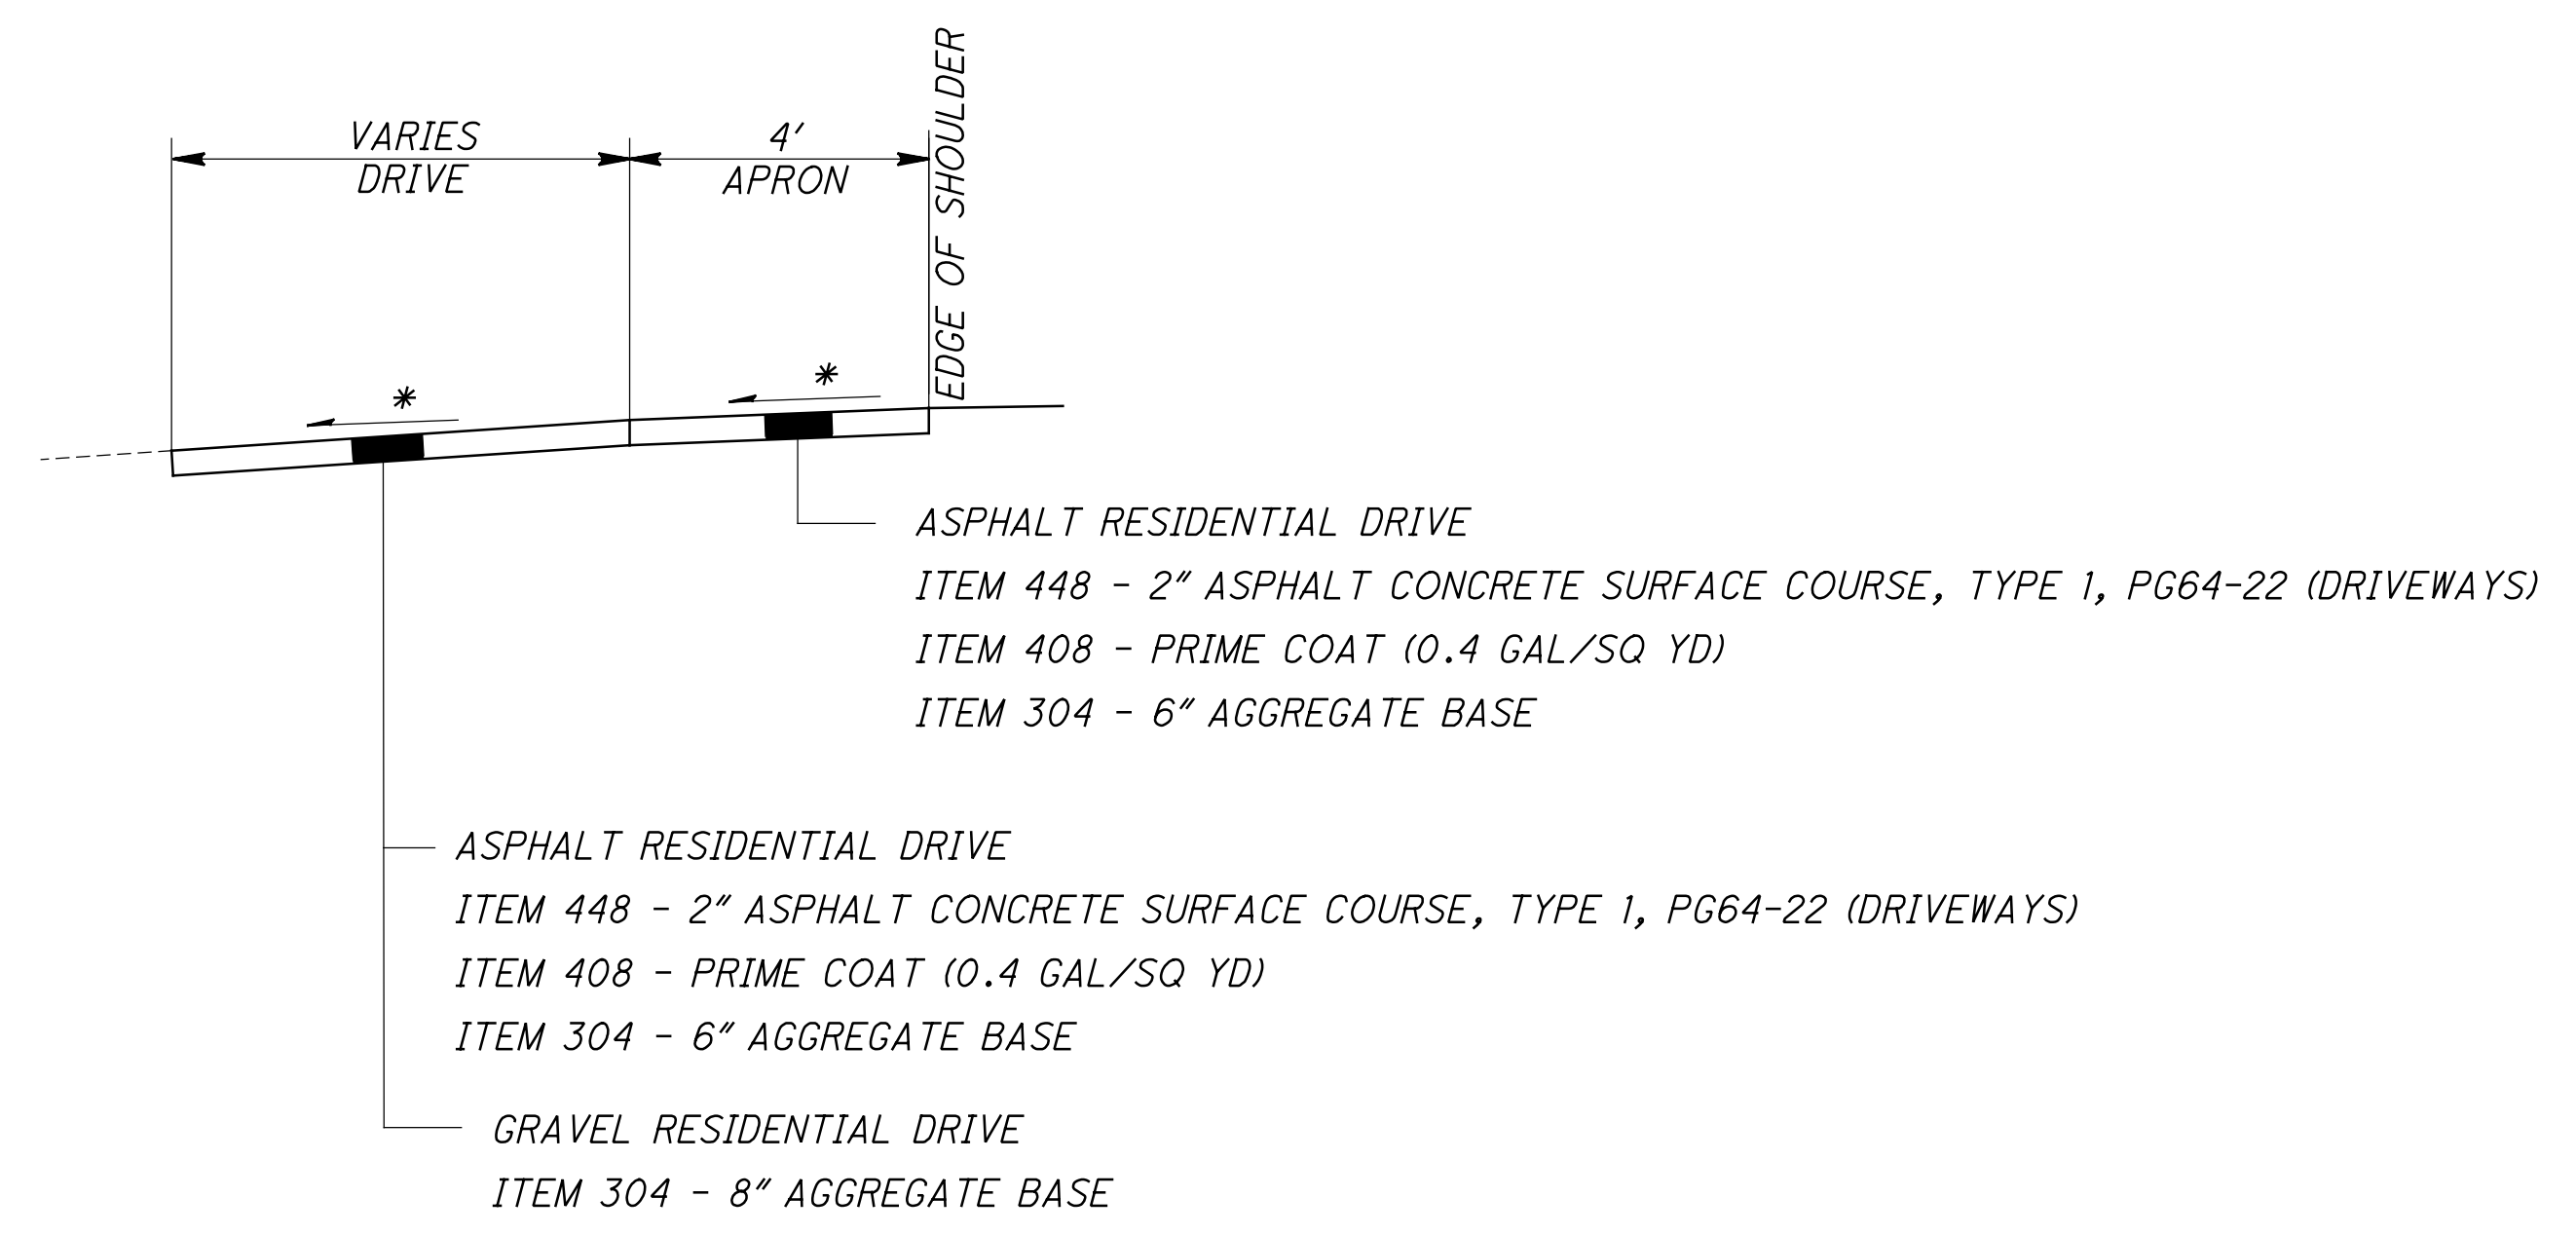 EDGE OF SHOULDER
VARIES
DRIVE
4'
APRON
*
*
ASPHALT RESIDENTIAL DRIVE
ITEM 448 - 2" ASPHALT CONCRETE SURFACE COURSE, TYPE 1, PG64-22 (DRIVEWAYS)
ITEM 408 - PRIME COAT (0.4 GAL/SQ YD)
ITEM 304 - 6" AGGREGATE BASE
ASPHALT RESIDENTIAL DRIVE
ITEM 448 - 2" ASPHALT CONCRETE SURFACE COURSE, TYPE 1, PG64-22 (DRIVEWAYS)
ITEM 408 - PRIME COAT (0.4 GAL/SQ YD)
ITEM 304 - 6" AGGREGATE BASE
GRAVEL RESIDENTIAL DRIVE
ITEM 304 - 8" AGGREGATE BASE